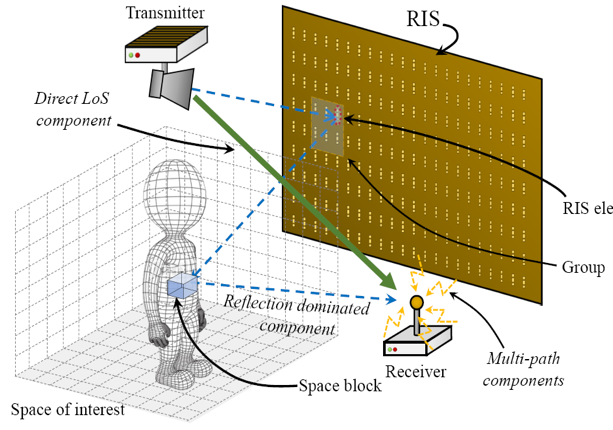 Transmitter
RIS
Direct LoS
component
RIS ele
Group
Reflection dominated
component
Multi-path
components
Receiver
Space block
Space of interest